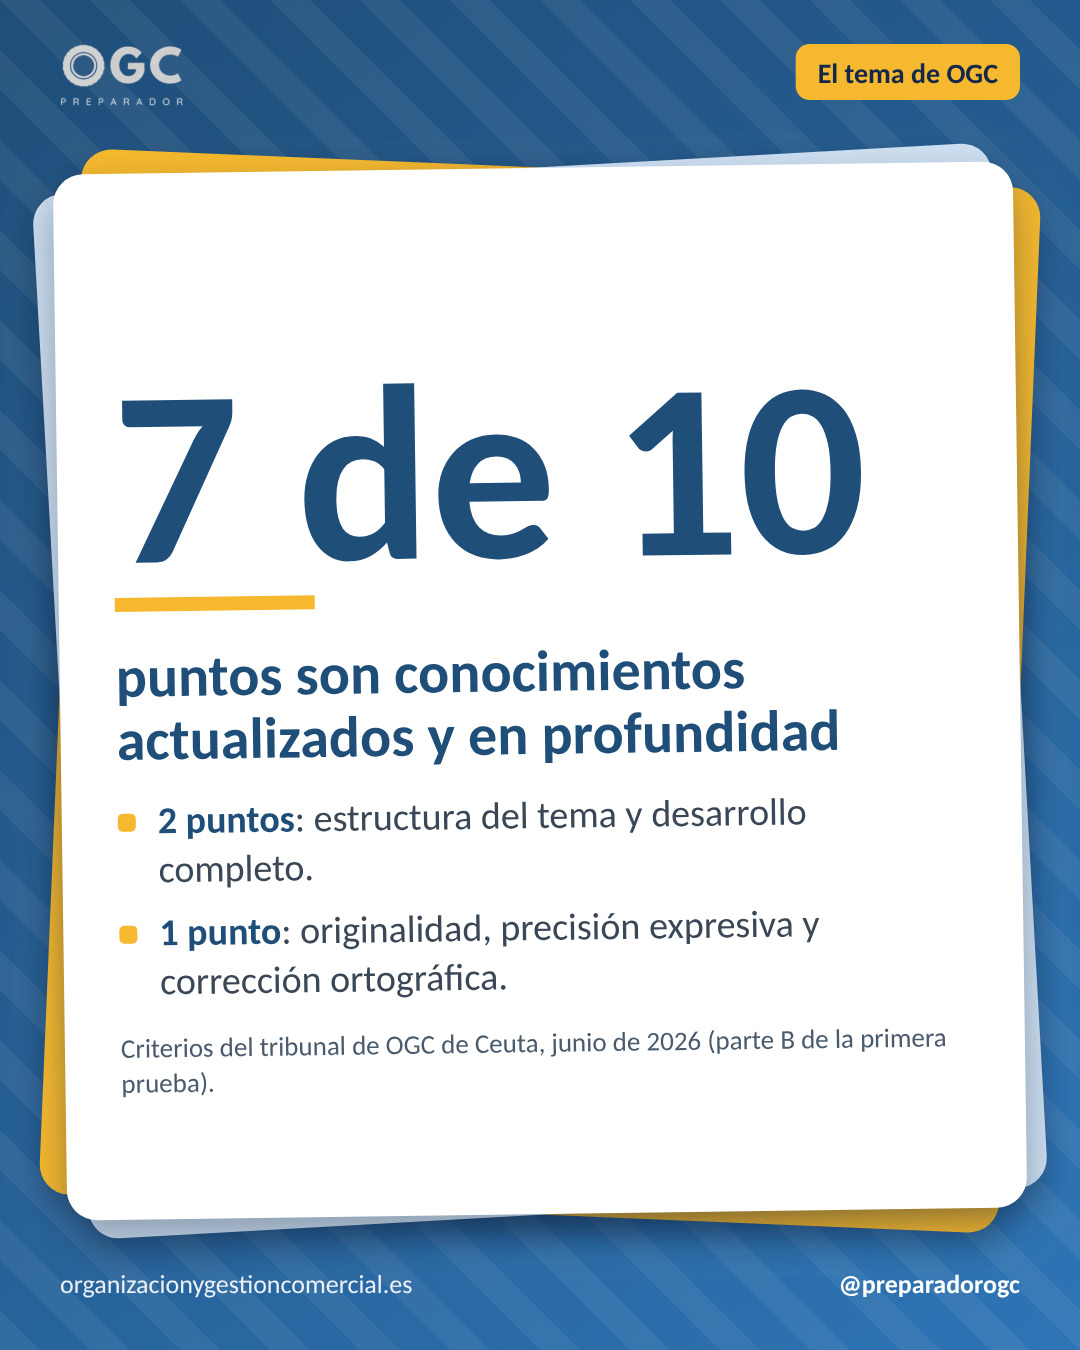 OGC
PREPARADOR
El tema de OGC
7 de 10
puntos son conocimientos
actualizados y en profundidad
2 puntos: estructura del tema y desarrollo
completo.
1 punto: originalidad, precisión expresiva y
corrección ortográfica.
Criterios del tribunal de OGC de Ceuta, junio de 2026 (parte B de la primera
prueba).
organizacionygestioncomercial.es
@preparadorogc